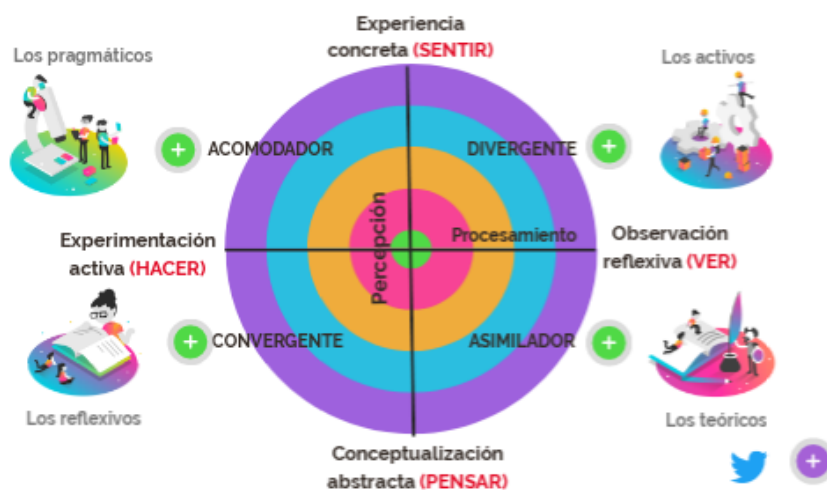 Experiencia
concreta (SENTIR)
Los pragmáticos
Los activos
ACOMODADOR
DIVERGENTE
Percepción
Procesamiento
Experimentación
activa (HACER)
Observación
reflexiva (VER)
CONVERGENTE
ASIMILADOR
Los reflexivos
Los teóricos
Conceptualización
abstracta (PENSAR)